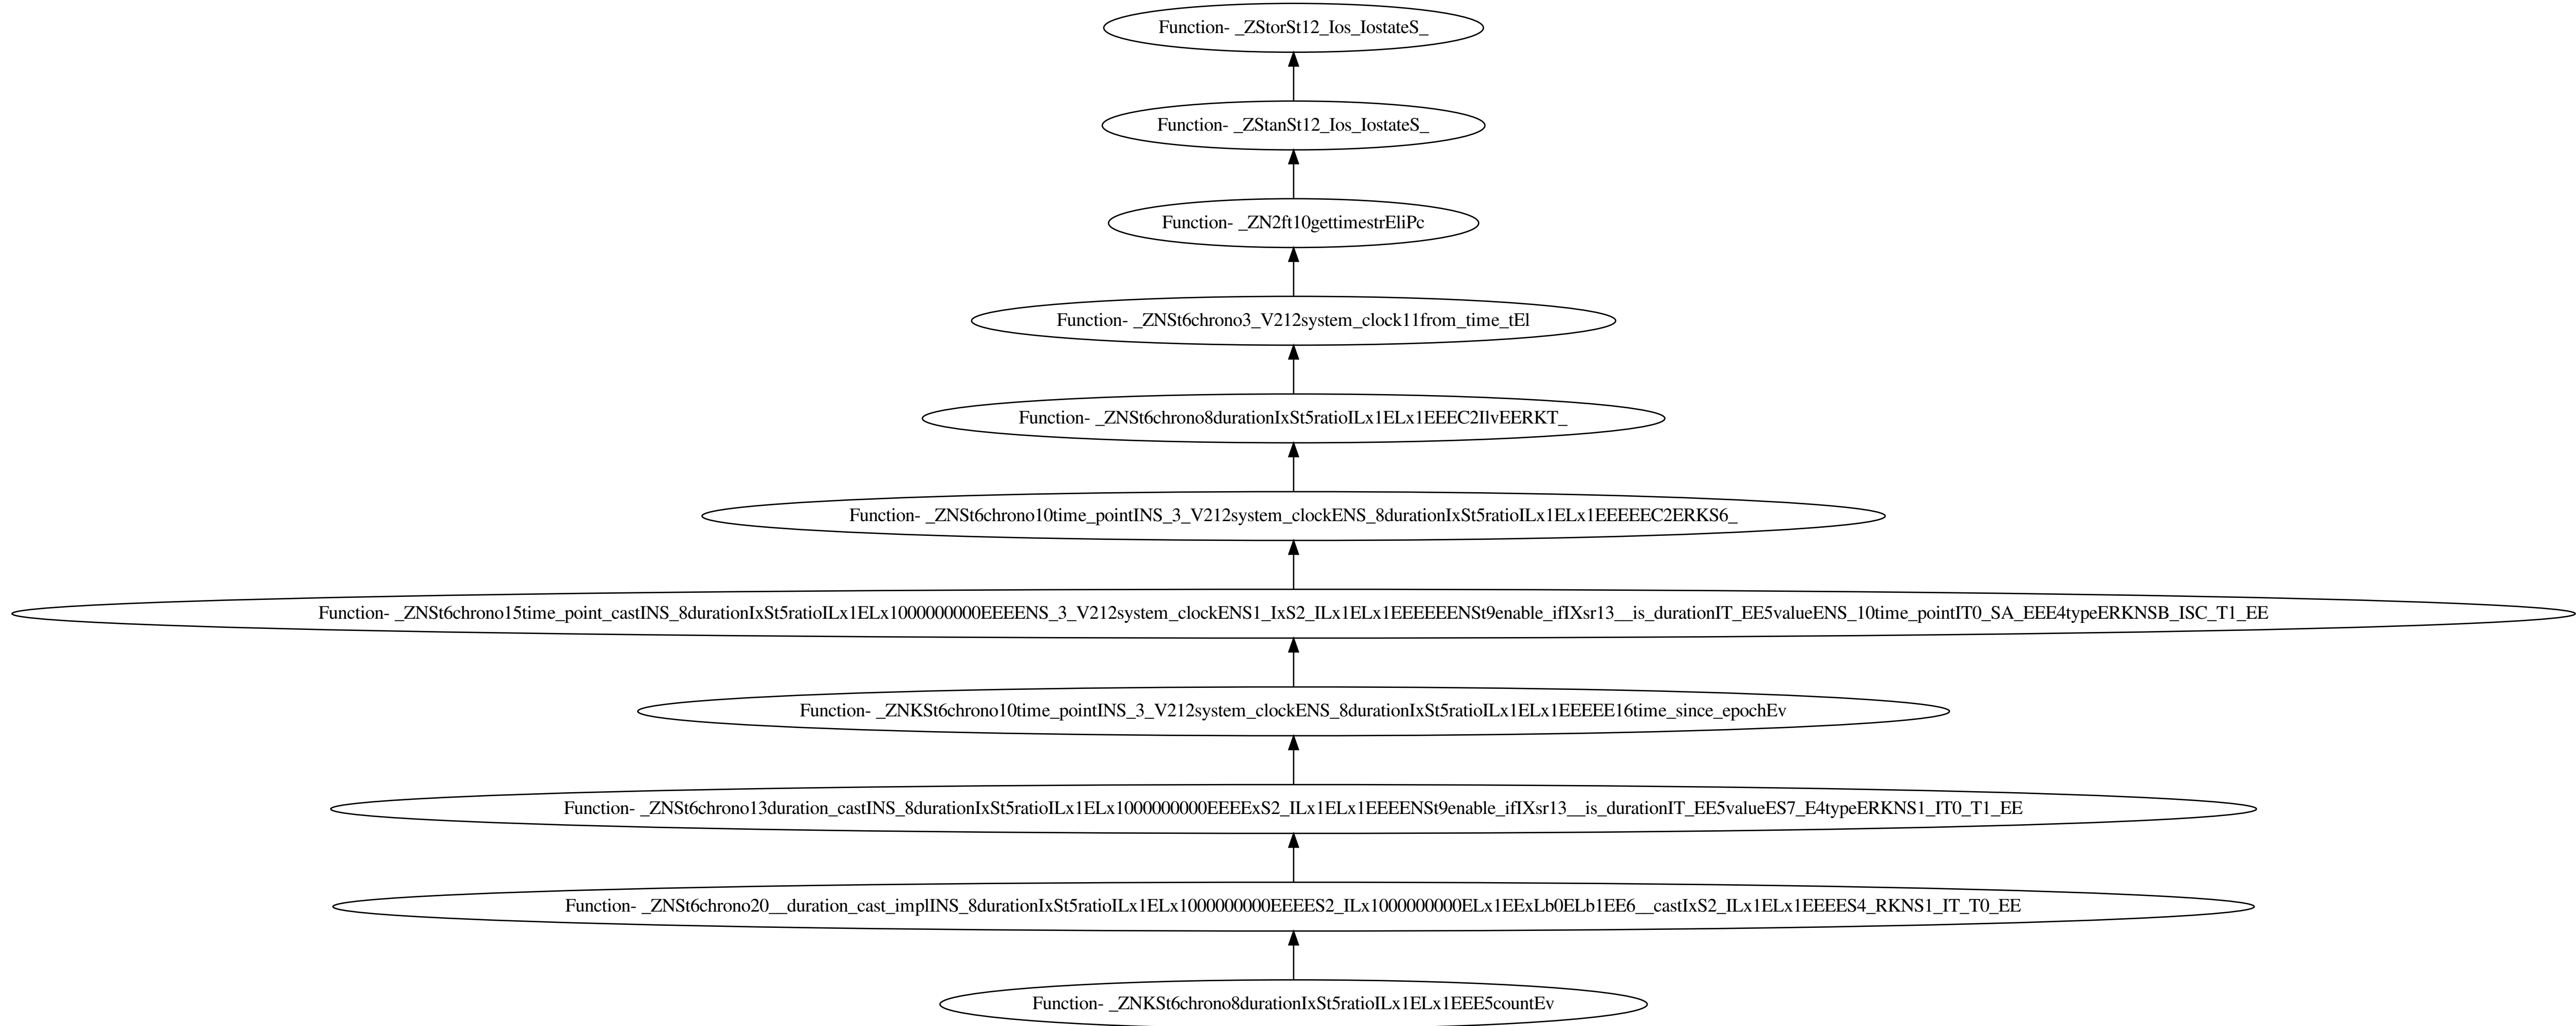 Function- _ZStorSt12_Ios_IostateS_
Function- _ZStanSt12_Ios_IostateS_
Function- _ZN2ft10gettimestrEliPc
Function- _ZNSt6chrono3_V212system_clock11from_time_tEl
Function- _ZNSt6chrono8durationIxSt5ratioILx1ELx1EEEC2IlvEERKT_
Function- _ZNSt6chrono10time_pointINS_3_V212system_clockENS_8durationIxSt5ratioILx1ELx1EEEEEC2ERKS6_
Function- _ZNSt6chrono15time_point_castINS_8durationIxSt5ratioILx1ELx1000000000EEEENS_3_V212system_clockENS1_IxS2_ILx1ELx1EEEEEENSt9enable_ifIXsr13__is_durationIT_EE5valueENS_10time_pointIT0_SA_EEE4typeERKNSB_ISC_T1_EE
Function- _ZNKSt6chrono10time_pointINS_3_V212system_clockENS_8durationIxSt5ratioILx1ELx1EEEEE16time_since_epochEv
Function- _ZNSt6chrono13duration_castINS_8durationIxSt5ratioILx1ELx1000000000EEEExS2_ILx1ELx1EEEENSt9enable_ifIXsr13__is_durationIT_EE5valueES7_E4typeERKNS1_IT0_T1_EE
Function- _ZNSt6chrono20__duration_cast_implINS_8durationIxSt5ratioILx1ELx1000000000EEEES2_ILx1000000000ELx1EExLb0ELb1EE6__castIxS2_ILx1ELx1EEEES4_RKNS1_IT_T0_EE
Function- _ZNKSt6chrono8durationIxSt5ratioILx1ELx1EEE5countEv